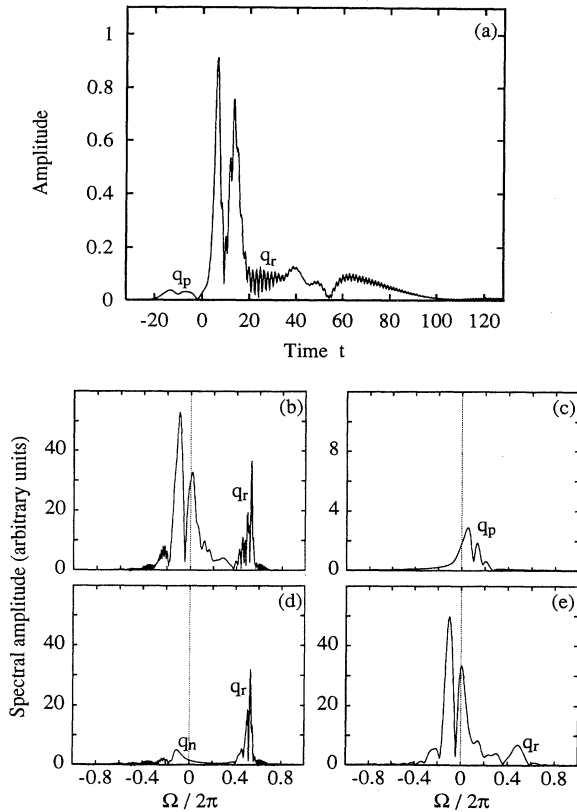 (a)
1
0.8
0.6
0.4
0.2
0
Amplitude
q_p
q_r
-20 0 20 40 60 80 100 120
Time t
(b)
(c)
40
20
0
q_r
8
4
0
q_p
Spectral amplitude (arbitrary units)
(d)
(e)
40
20
0
q_n
q_r
40
20
0
q_r
-0.8 -0.4 0 0.4 0.8
-0.8 -0.4 0 0.4 0.8
Ω / 2π
Ω / 2π